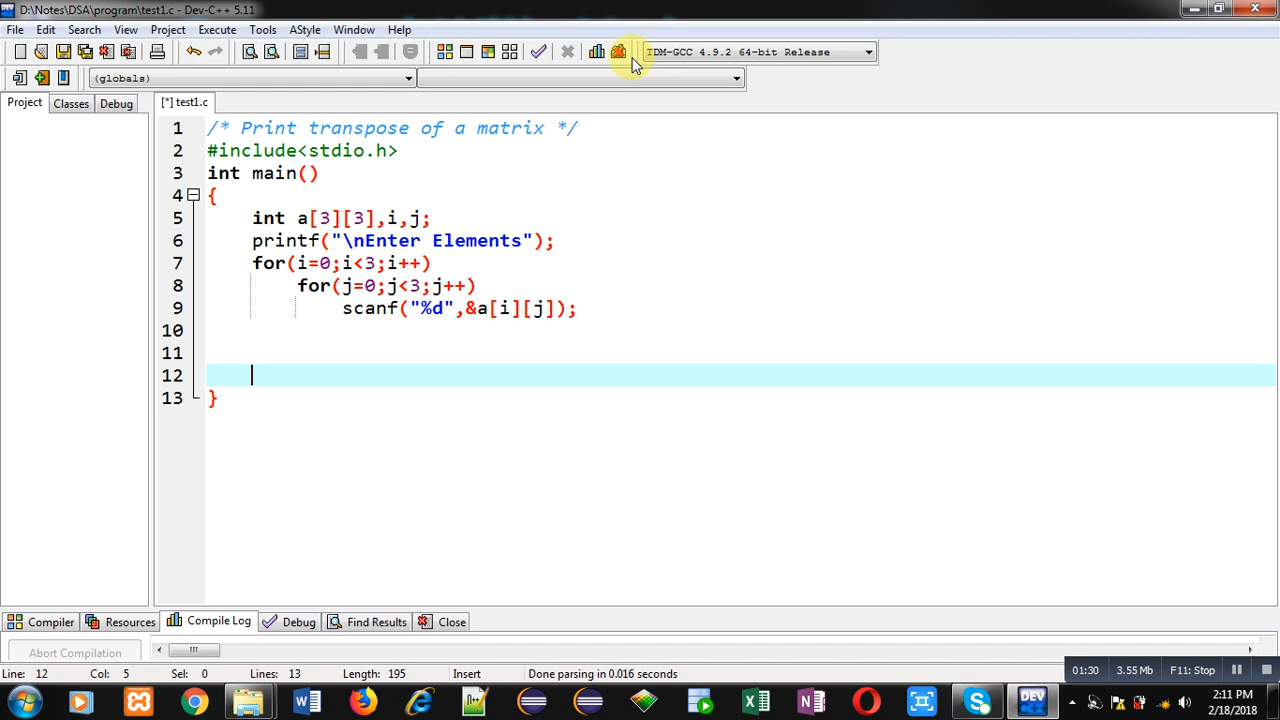 D:\Notes\DSA\program\test1.c - Dev-C++ 5.11
File Edit Search View Project Execute Tools AStyle Window Help
TDM-GCC 4.9.2 64-bit Release
(globals)
Project Classes Debug [*] test1.c
1 /* Print transpose of a matrix */
2 #include<stdio.h>
3 int main()
4 {
5 int a[3][3],i,j;
6 printf("\nEnter Elements");
7 for(i=0;i<3;i++)
8 for(j=0;j<3;j++)
9 scanf("%d",&a[i][j]);
10
11
12
13 }
Compiler Resources Compile Log Debug Find Results Close
Abort Compilation
Line: 12 Col: 5 Sel: 0 Lines: 13 Length: 195 Insert Done parsing in 0.016 seconds
01:30 3.55 Mb F11: Stop
2:11 PM
2/18/2018